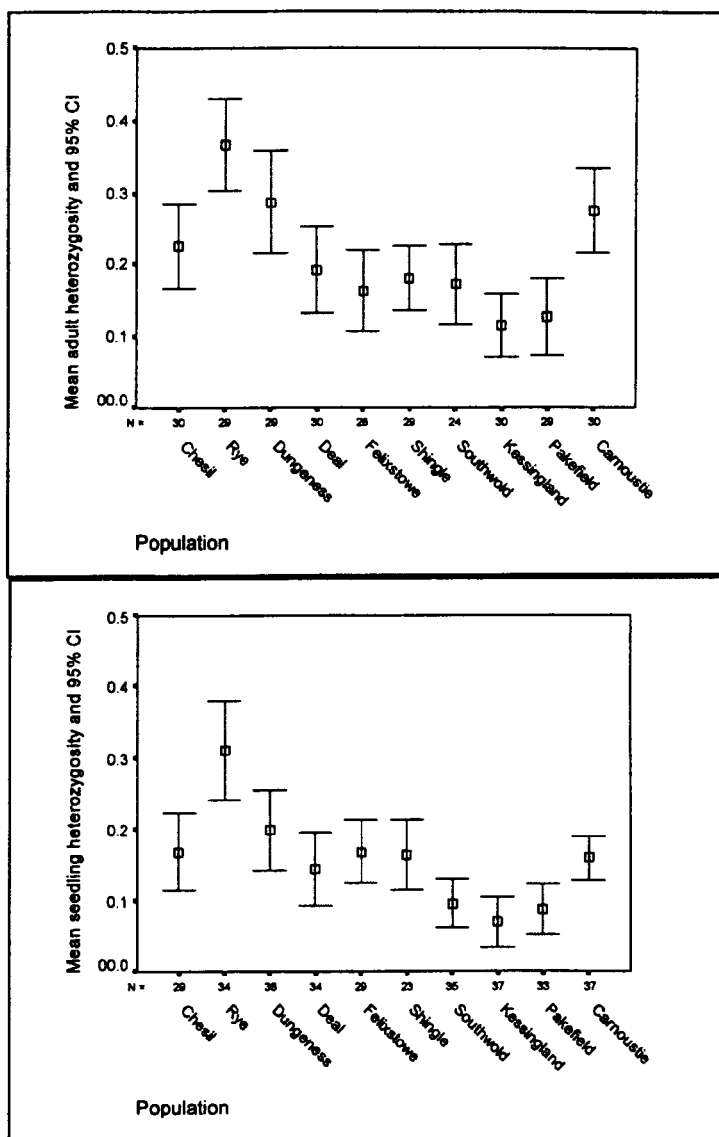 Mean adult heterozygosity and 95% CI
0.5
0.4
0.3
0.2
0.1
00.0
N = 30 29 29 30 28 29 24 30 29 30
Chesil Rye Dungeness Deal Felixstowe Shingle Southwold Kessingland Pakefield Carnoustie
Population
Mean seedling heterozygosity and 95% CI
0.5
0.4
0.3
0.2
0.1
00.0
N = 29 34 36 34 29 23 35 37 33 37
Chesil Rye Dungeness Deal Felixstowe Shingle Southwold Kessingland Pakefield Carnoustie
Population